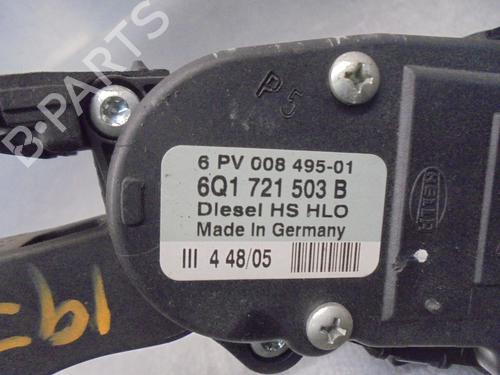 B-PARTS
P5
6 PV 008 495-01
6Q1 721 503 B
Diesel HS HLO
Made In Germany
III 4 48/05
HELLA
19